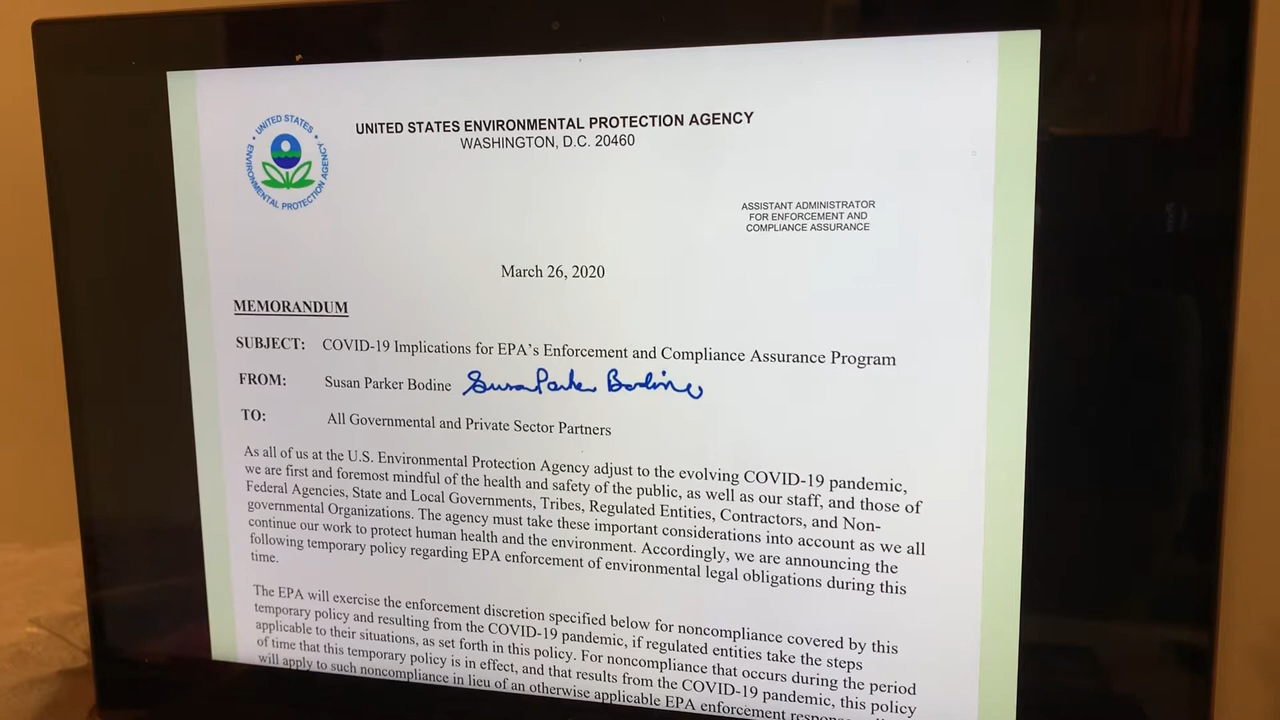 UNITED STATES
ENVIRONMENTAL PROTECTION AGENCY
UNITED STATES ENVIRONMENTAL PROTECTION AGENCY
WASHINGTON, D.C. 20460
ASSISTANT ADMINISTRATOR
FOR ENFORCEMENT AND
COMPLIANCE ASSURANCE
March 26, 2020
MEMORANDUM
SUBJECT: COVID-19 Implications for EPA's Enforcement and Compliance Assurance Program
FROM: Susan Parker Bodine Susan Parker Bodine
TO: All Governmental and Private Sector Partners
As all of us at the U.S. Environmental Protection Agency adjust to the evolving COVID-19 pandemic,
we are first and foremost mindful of the health and safety of the public, as well as our staff, and those of
Federal Agencies, State and Local Governments, Tribes, Regulated Entities, Contractors, and Non-
governmental Organizations. The agency must take these important considerations into account as we all
continue our work to protect human health and the environment. Accordingly, we are announcing the
following temporary policy regarding EPA enforcement of environmental legal obligations during this
time.
The EPA will exercise the enforcement discretion specified below for noncompliance covered by this
temporary policy and resulting from the COVID-19 pandemic, if regulated entities take the steps
applicable to their situations, as set forth in this policy. For noncompliance that occurs during the period
of time that this temporary policy is in effect, and that results from the COVID-19 pandemic, this policy
will apply to such noncompliance in lieu of an otherwise applicable EPA enforcement